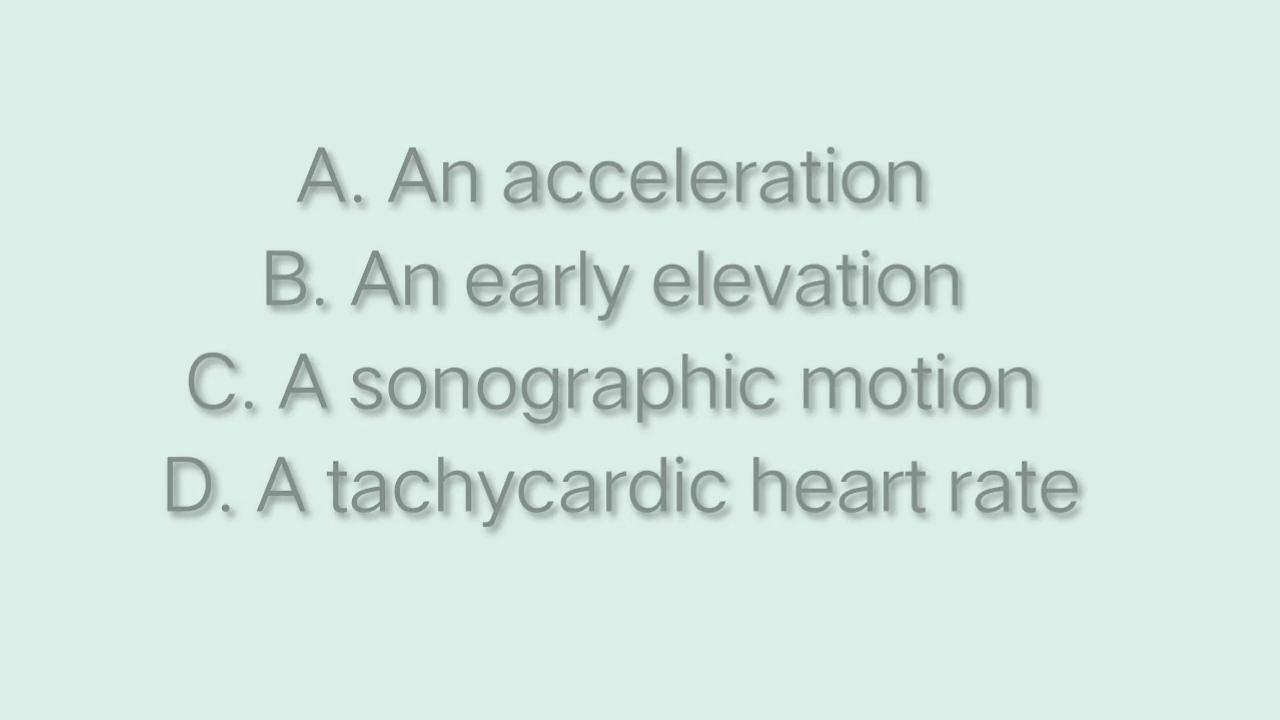 A. An acceleration
B. An early elevation
C. A sonographic motion
D. A tachycardic heart rate